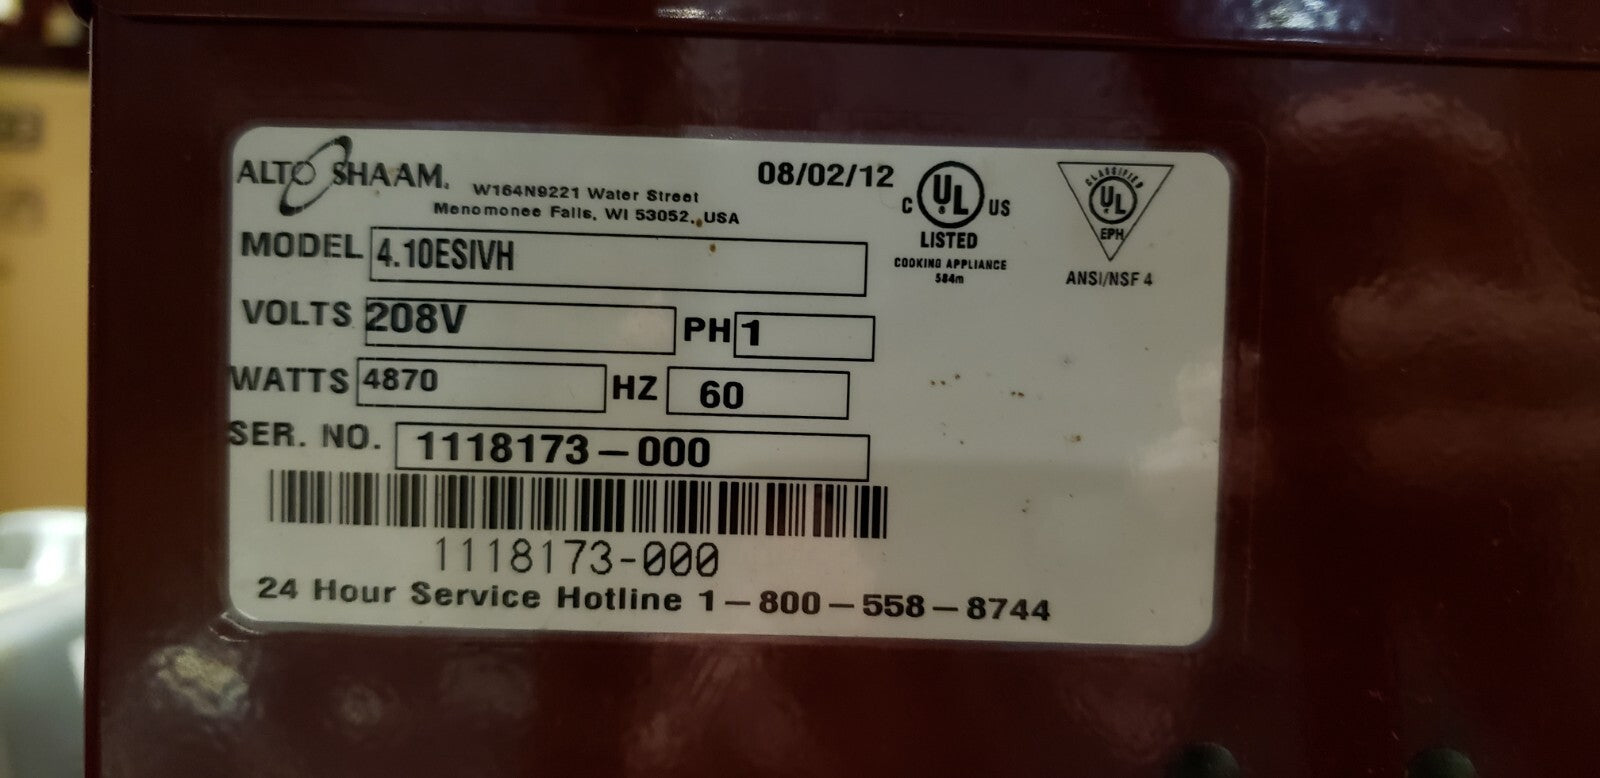 ALTO SHAAM.
W164N9221 Water Street
Menomonee Falls, WI 53052, USA
08/02/12
C UL US
LISTED
COOKING APPLIANCE
584m
CLASSIFIED
UL
EPH
ANSI/NSF 4
MODEL 4.10ESIVH
VOLTS 208V PH 1
WATTS 4870 HZ 60
SER. NO. 1118173-000
1118173-000
24 Hour Service Hotline 1-800-558-8744